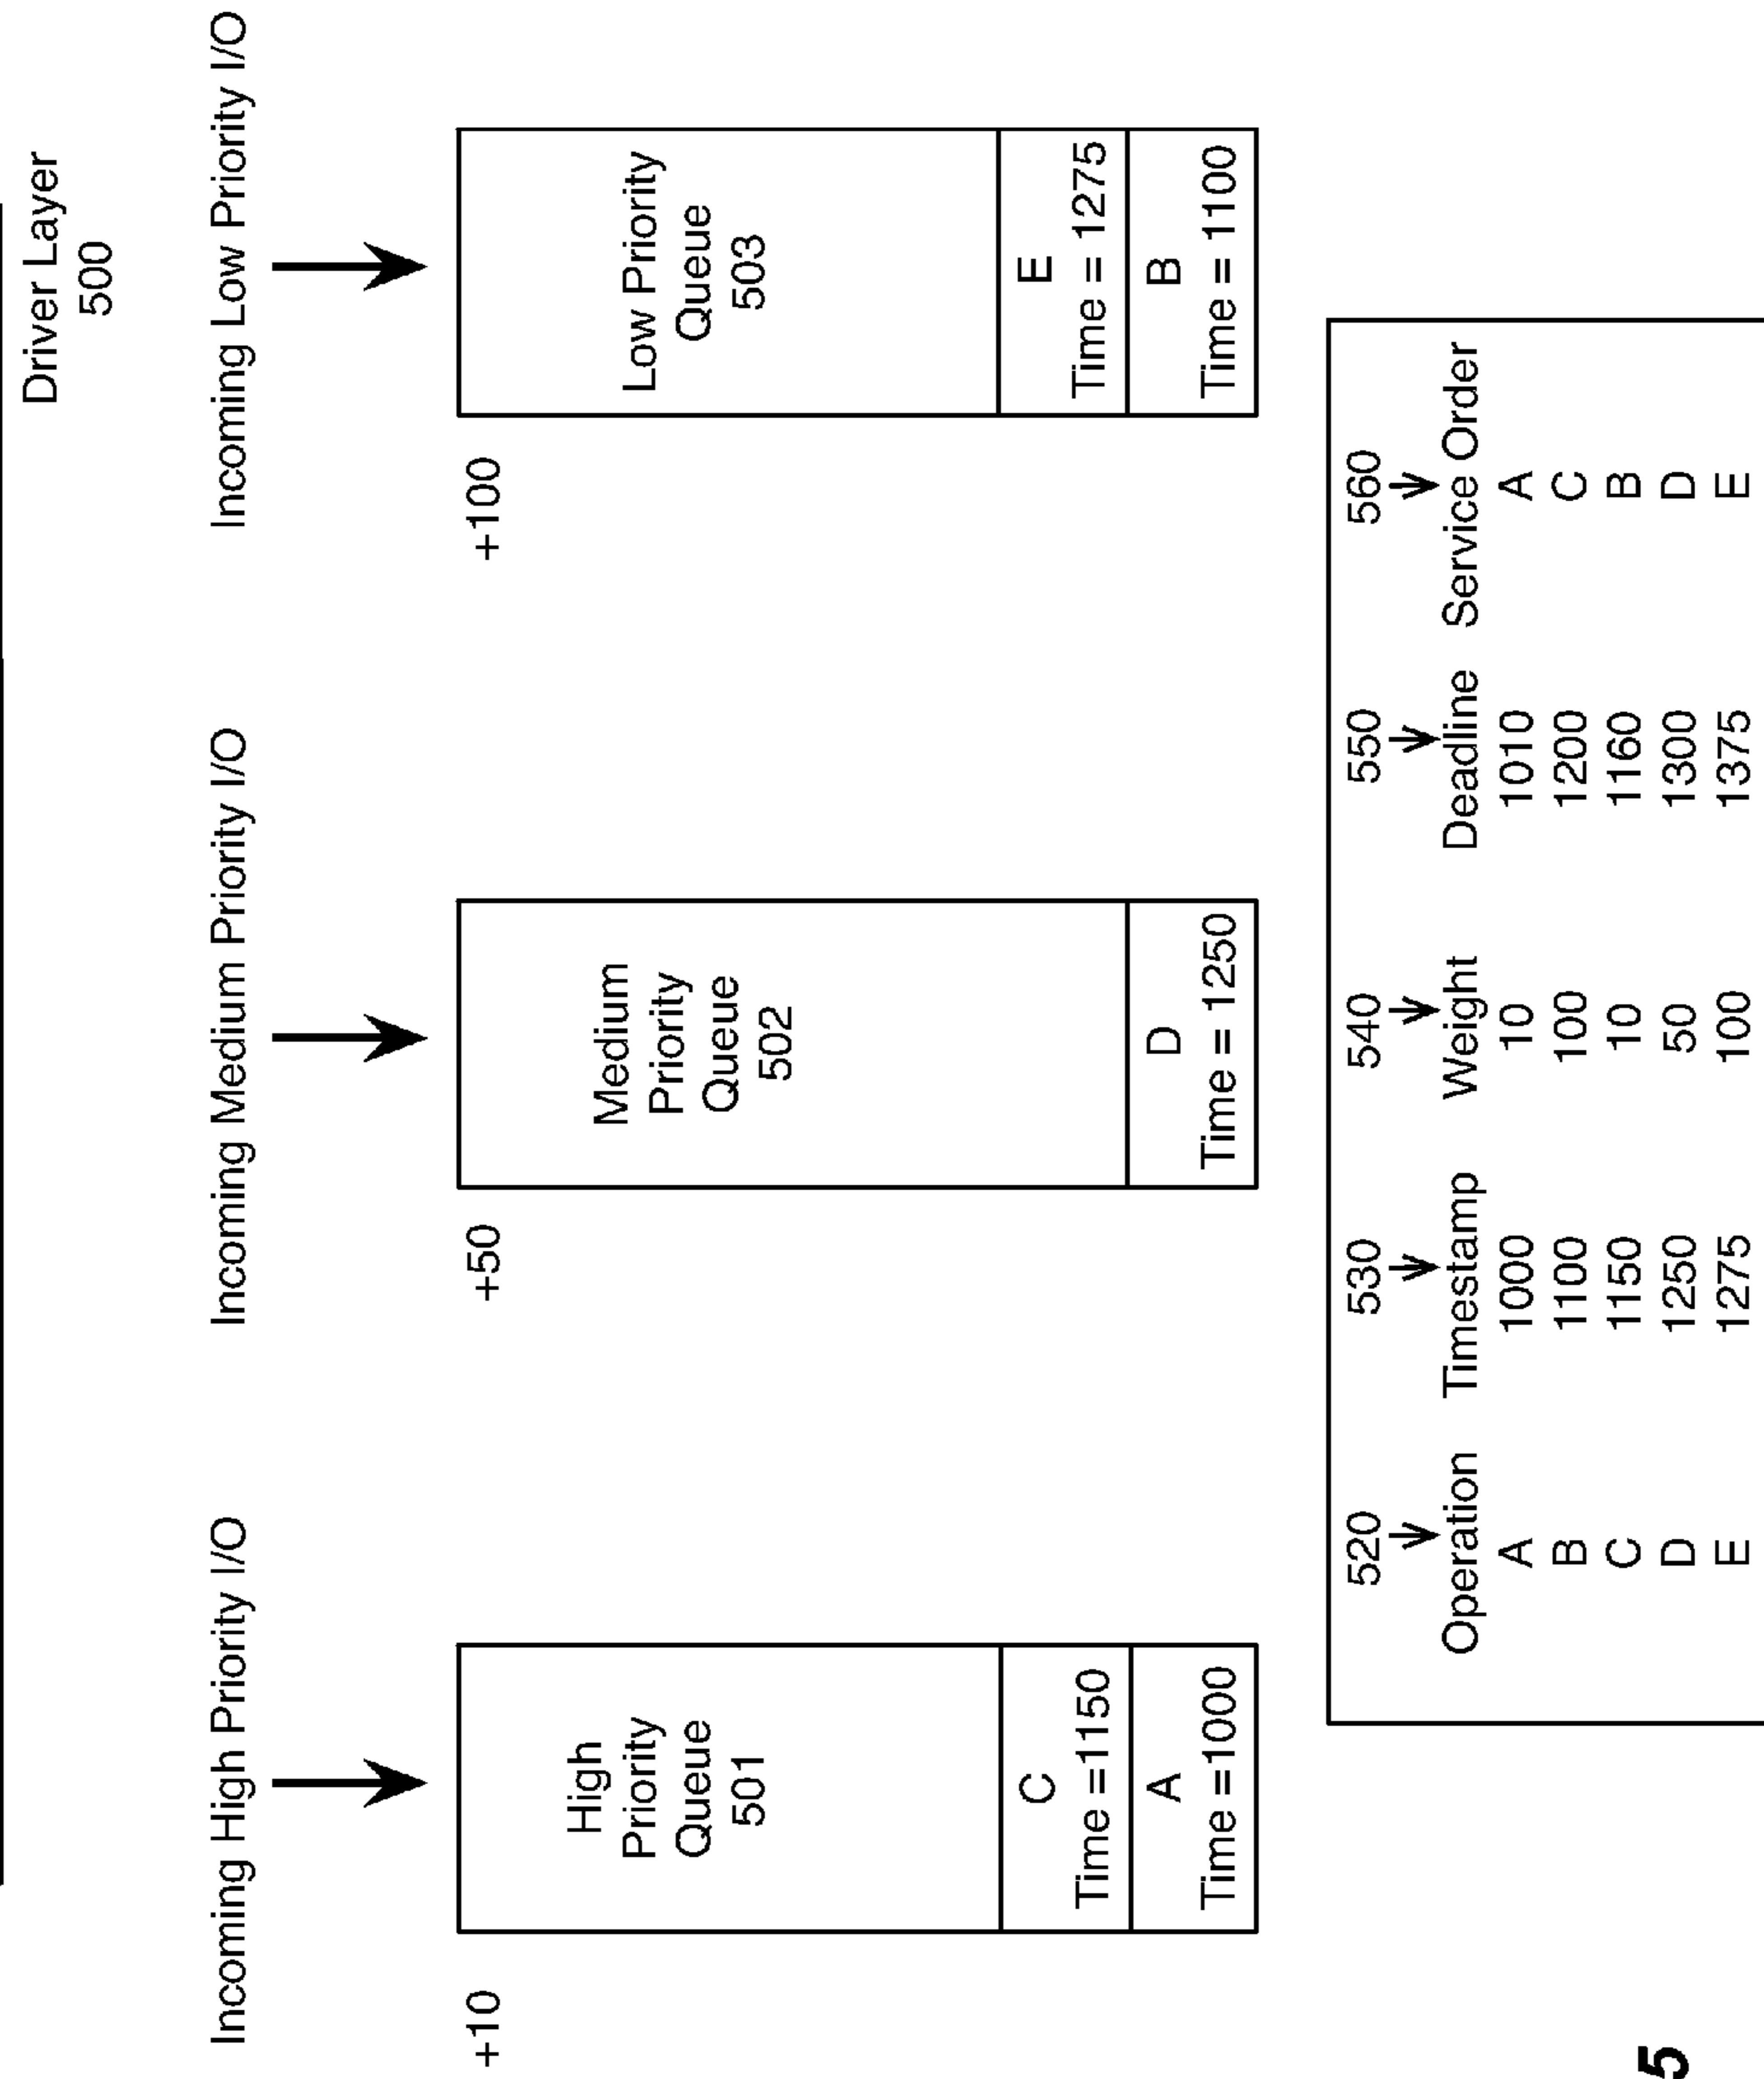 Driver Layer
500
Incoming High Priority I/O
Incoming Medium Priority I/O
Incoming Low Priority I/O
+10
High
Priority
Queue
501
C
Time =1150
A
Time =1000
+50
Medium
Priority
Queue
502
D
Time = 1250
+100
Low Priority
Queue
503
E
Time = 1275
B
Time = 1100
520 530 540 550 560
Operation Timestamp Weight Deadline Service Order
A 1000 10 1010 A
B 1100 100 1200 C
C 1150 10 1160 B
D 1250 50 1300 D
E 1275 100 1375 E
5